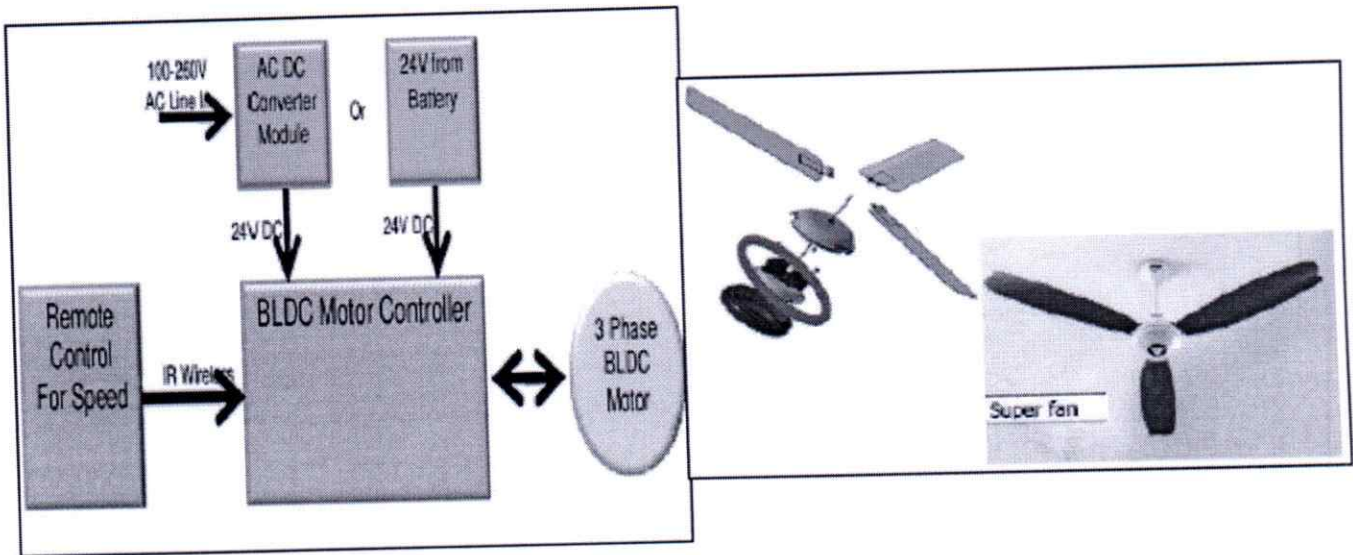 100-260V
AC Line I
AC DC
Converter
Module
Or
24V from
Battery
24V DC
24V DC
Remote
Control
For Speed
IR Wireless
BLDC Motor Controller
3 Phase
BLDC
Motor
Super fan